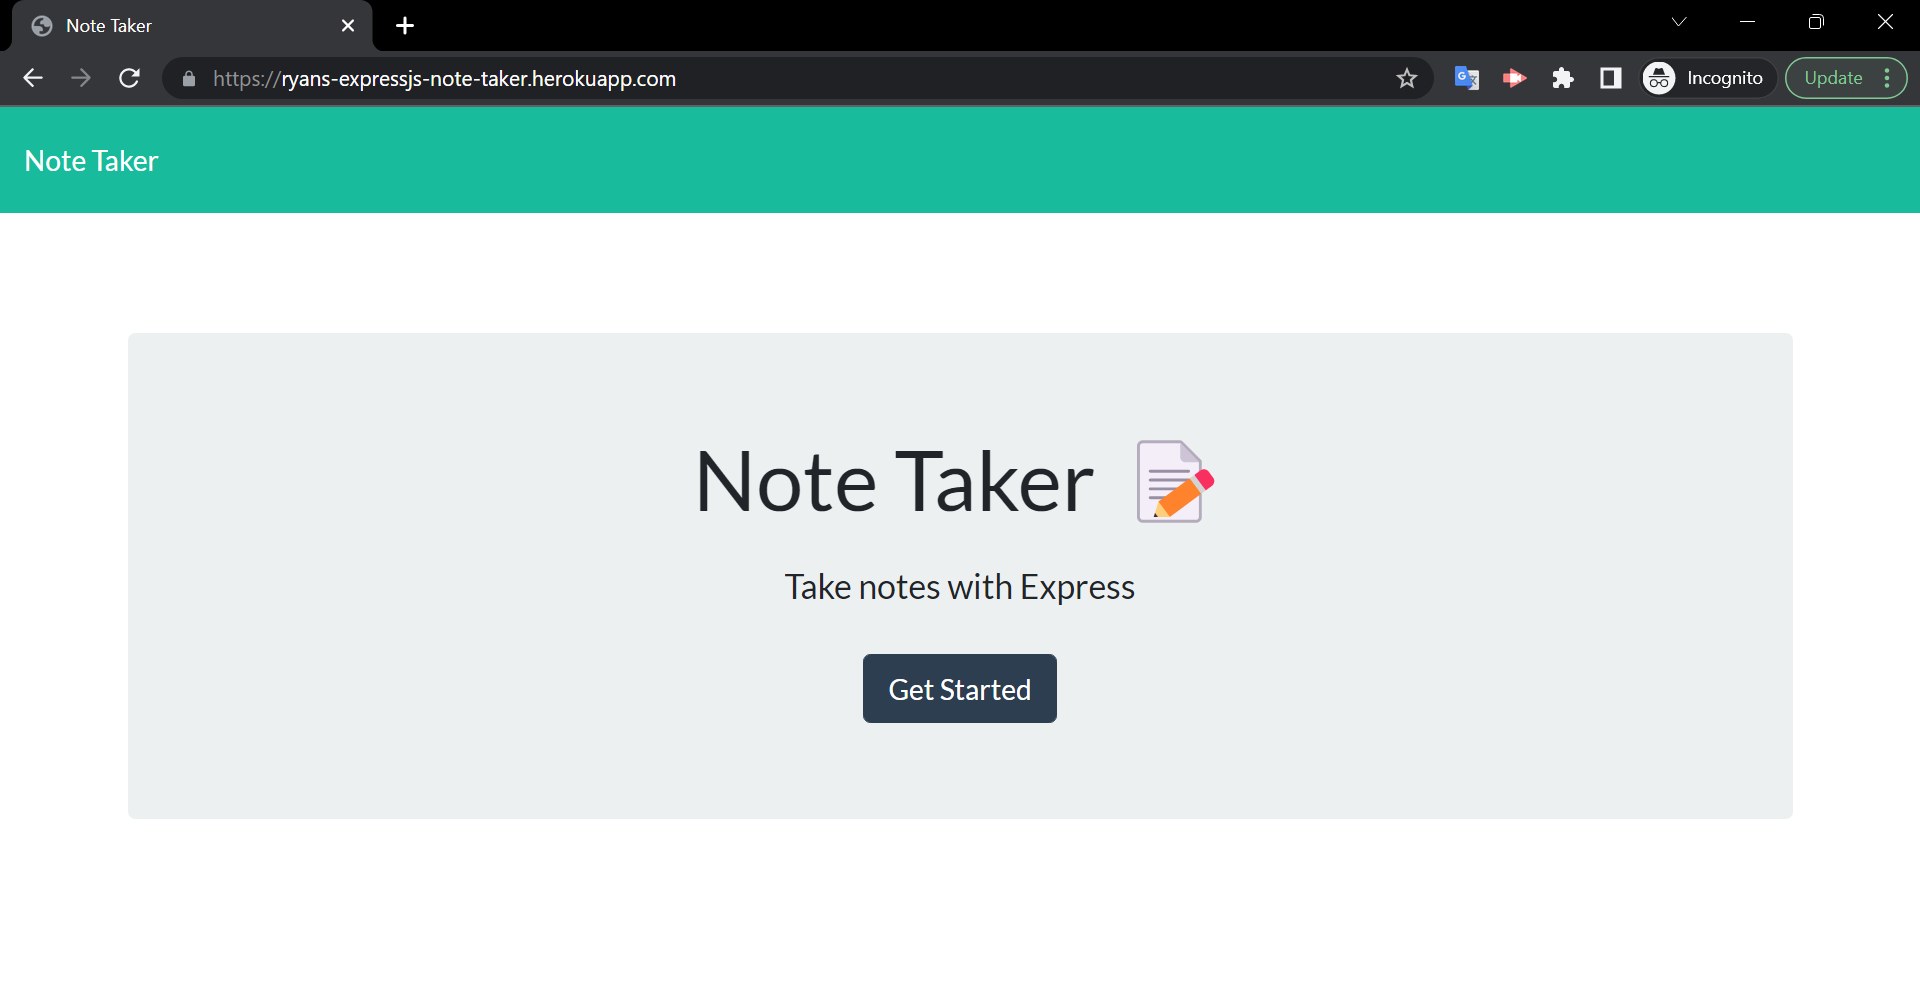 Note Taker
https://ryans-expressjs-note-taker.herokuapp.com
Incognito
Update
Note Taker
Note Taker
Take notes with Express
Get Started